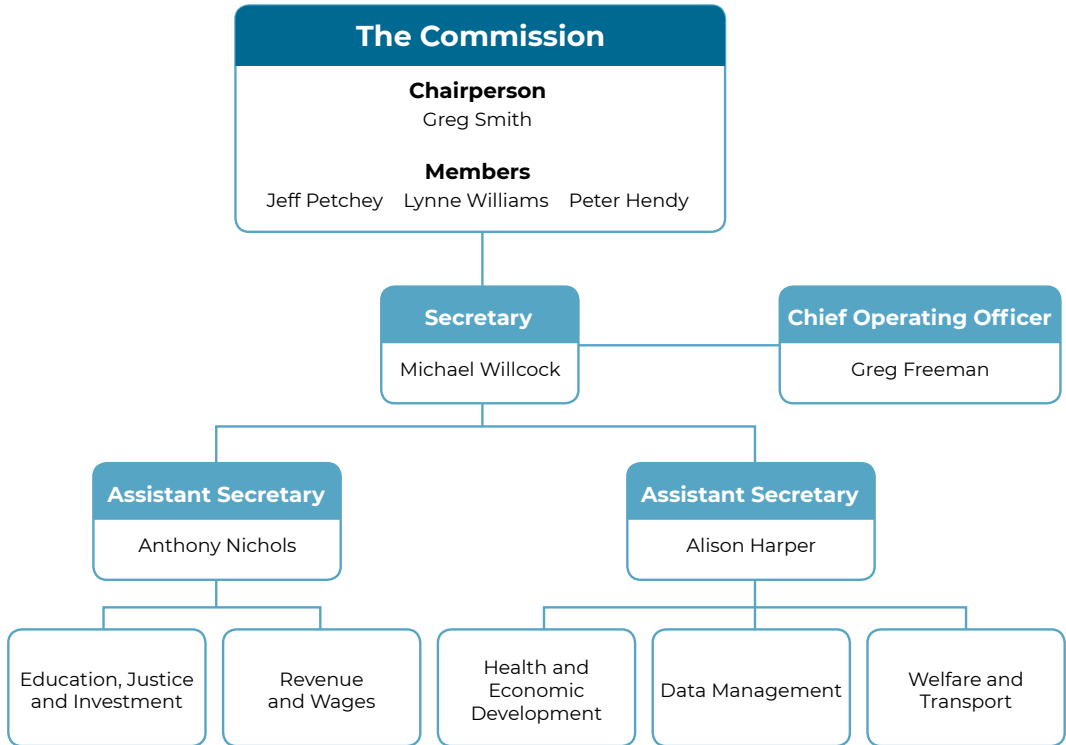 The Commission
Chairperson
Greg Smith
Members
Jeff Petchey Lynne Williams Peter Hendy
Secretary
Michael Willcock
Chief Operating Officer
Greg Freeman
Assistant Secretary
Anthony Nichols
Assistant Secretary
Alison Harper
Education, Justice
and Investment
Revenue
and Wages
Health and
Economic
Development
Data Management
Welfare and
Transport